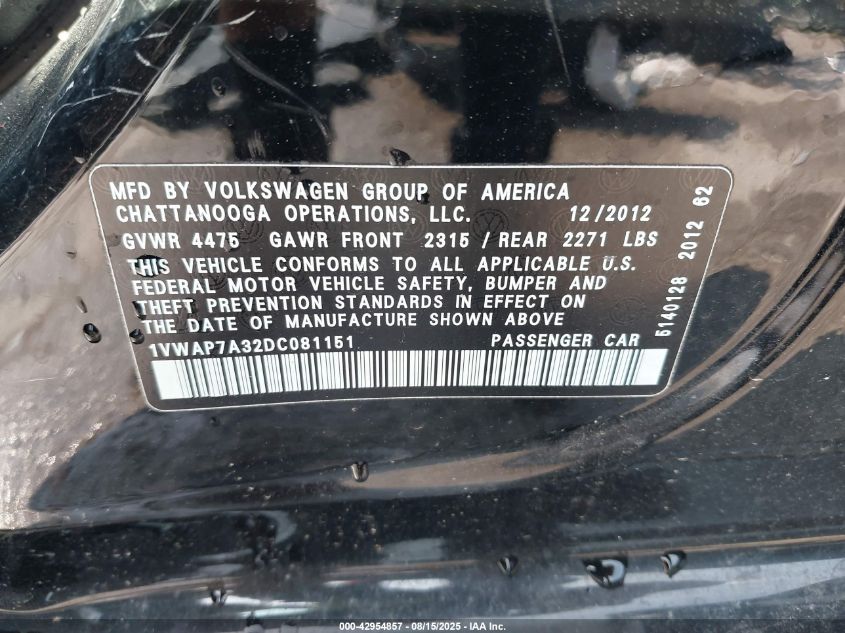 MFD BY VOLKSWAGEN GROUP OF AMERICA
CHATTANOOGA OPERATIONS, LLC. 12/2012
GVWR 4475 GAWR FRONT 2315 / REAR 2271 LBS
THIS VEHICLE CONFORMS TO ALL APPLICABLE U.S.
FEDERAL MOTOR VEHICLE SAFETY, BUMPER AND
THEFT PREVENTION STANDARDS IN EFFECT ON
THE DATE OF MANUFACTURE SHOWN ABOVE
1VWAP7A32DC081151 PASSENGER CAR
5140128 2012 62
000-42954857 - 08/15/2025 - IAA Inc.